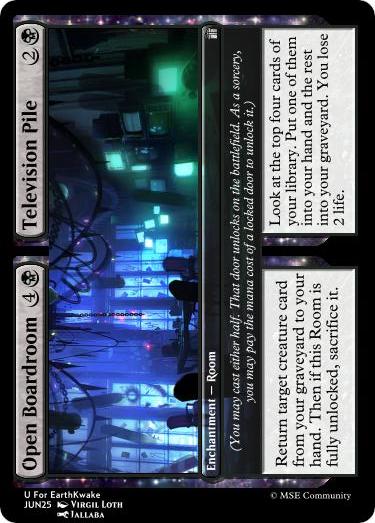 Open Boardroom 4
Television Pile 2
Enchantment — Room
(You may cast either half. That door unlocks on the battlefield. As a sorcery,
you may pay the mana cost of a locked door to unlock it.)
Return target creature card
from your graveyard to your
hand. Then if this Room is
fully unlocked, sacrifice it.
Look at the top four cards of
your library. Put one of them
into your hand and the rest
into your graveyard. You lose
2 life.
U For EarthKwake
JUN25 Virgil Loth
Jallaba
© MSE Community